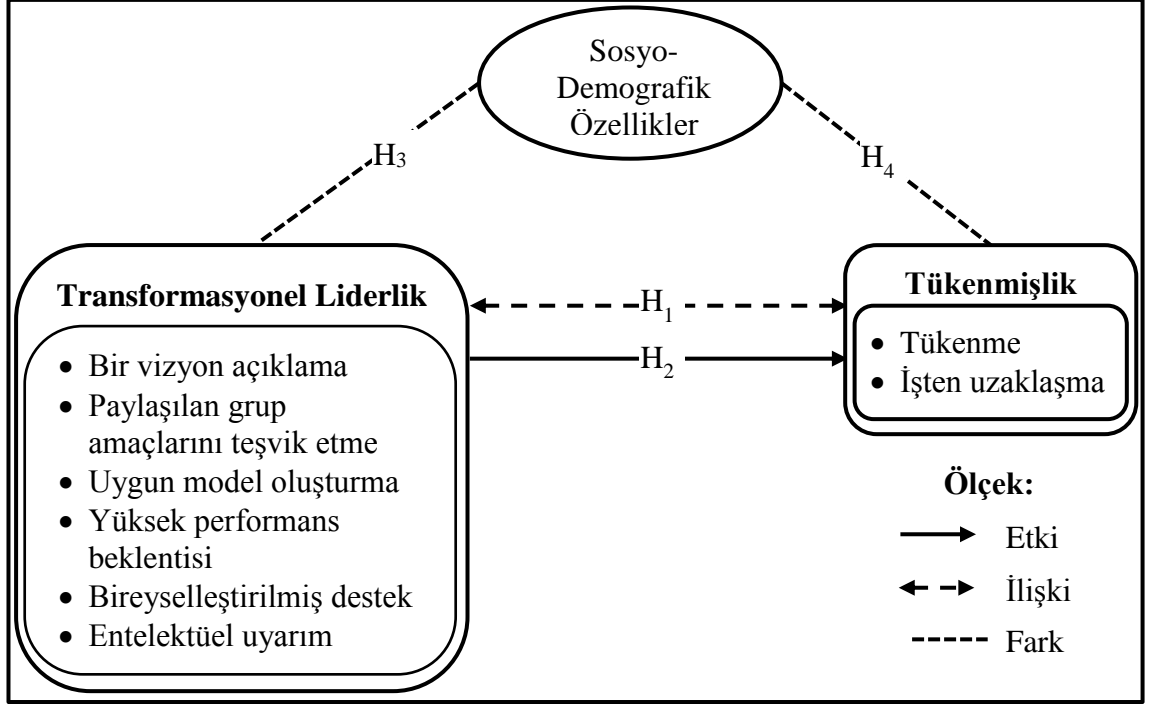 Sosyo-
Demografik
Özellikler
H3
H4
Transformasyonel Liderlik
• Bir vizyon açıklama
• Paylaşılan grup
amaçlarını teşvik etme
• Uygun model oluşturma
• Yüksek performans
beklentisi
• Bireyselleştirilmiş destek
• Entelektüel uyarım
H1
H2
Tükenmişlik
• Tükenme
• İşten uzaklaşma
Ölçek:
Etki
İlişki
Fark